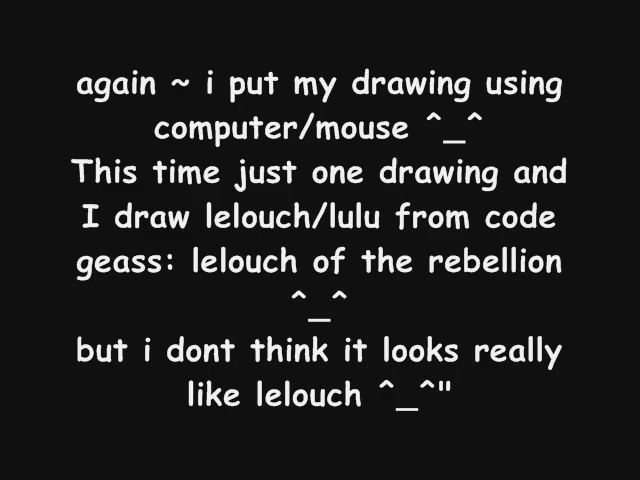 again ~ i put my drawing using
computer/mouse ^_^
This time just one drawing and
I draw lelouch/lulu from code
geass: lelouch of the rebellion
^_^
but i dont think it looks really
like lelouch ^_^"